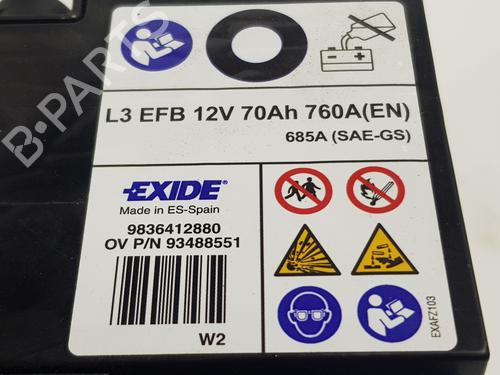 L3 EFB 12V 70Ah 760A(EN)
685A (SAE-GS)
EXIDE
Made in ES-Spain
9836412880
OV P/N 93488551
W2
EXAFZ103
B-PARTS